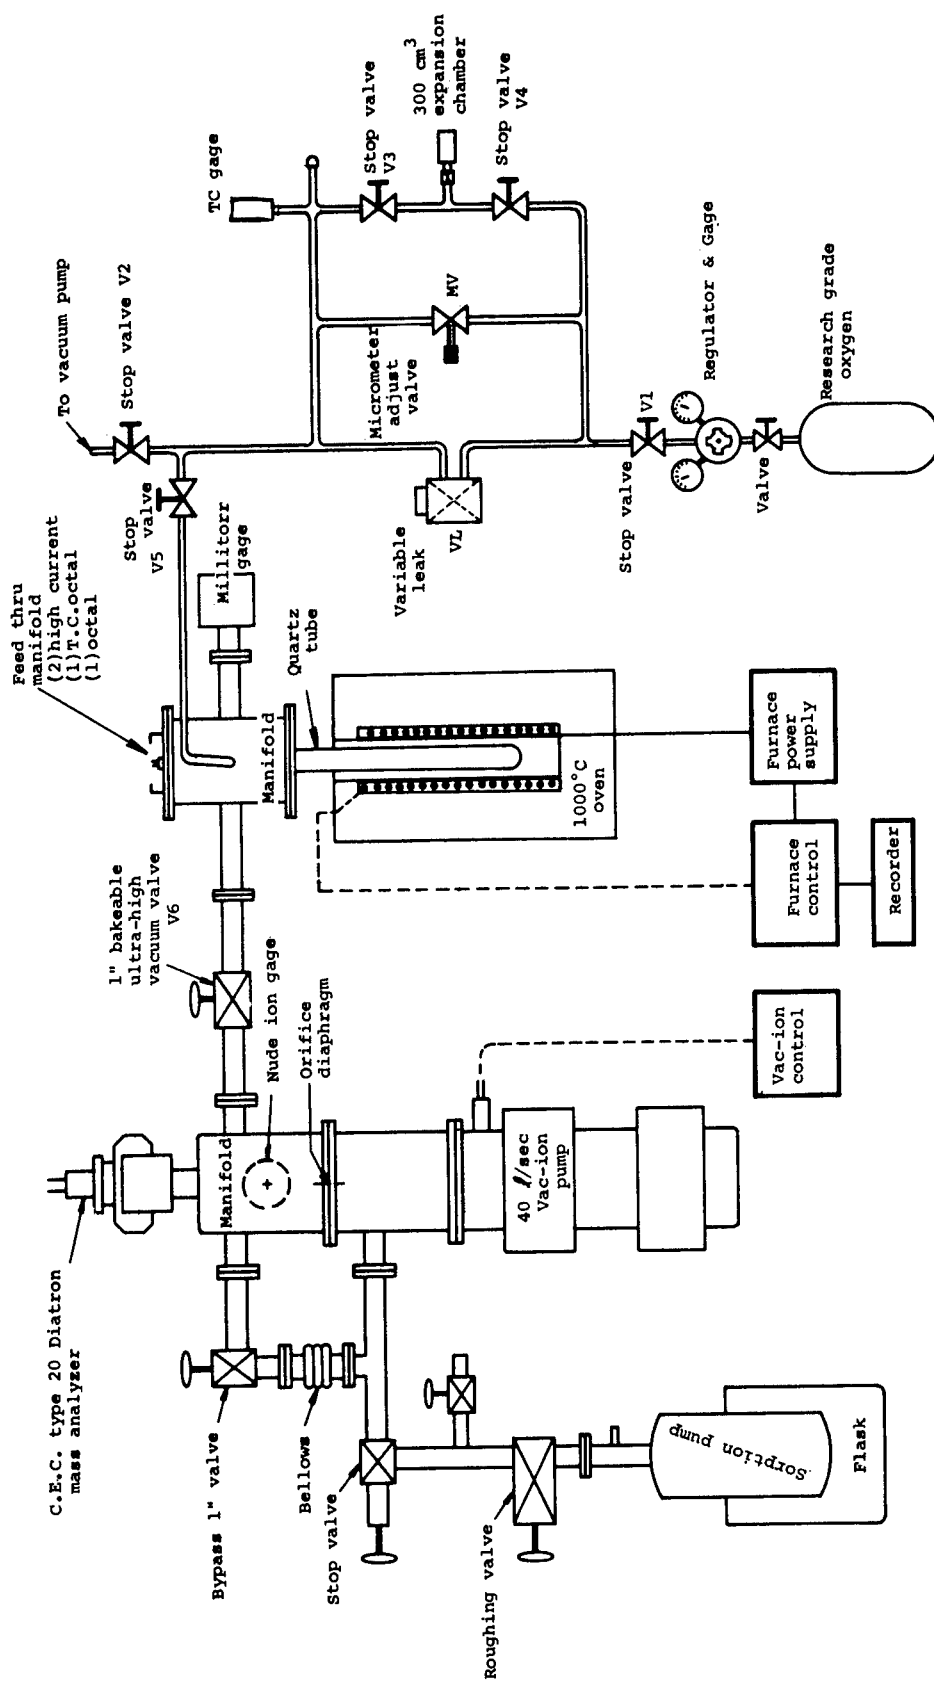 C.E.C. type 20 Diatron
mass analyzer
Bypass 1" valve
Bellows
Stop valve
Roughing valve
Sorption pump
Flask
Manifold
Nude ion gage
Orifice
diaphragm
40 ℓ/sec
Vac-ion
pump
Vac-ion
control
1" bakeable
ultra-high
vacuum valve
V6
Feed thru
manifold
(2)high current
(1)T.C.octal
(1)octal
Manifold
Millitorr
gage
Quartz
tube
1000°C
oven
Furnace
power
supply
Furnace
control
Recorder
To vacuum pump
Stop valve V2
Stop
valve
V5
TC gage
Stop valve
V3
300 cm³
expansion
chamber
Stop valve
V4
Micrometer
adjust
valve
MV
Variable
leak
VL
Stop valve
V1
Regulator & Gage
Valve
Research grade
oxygen